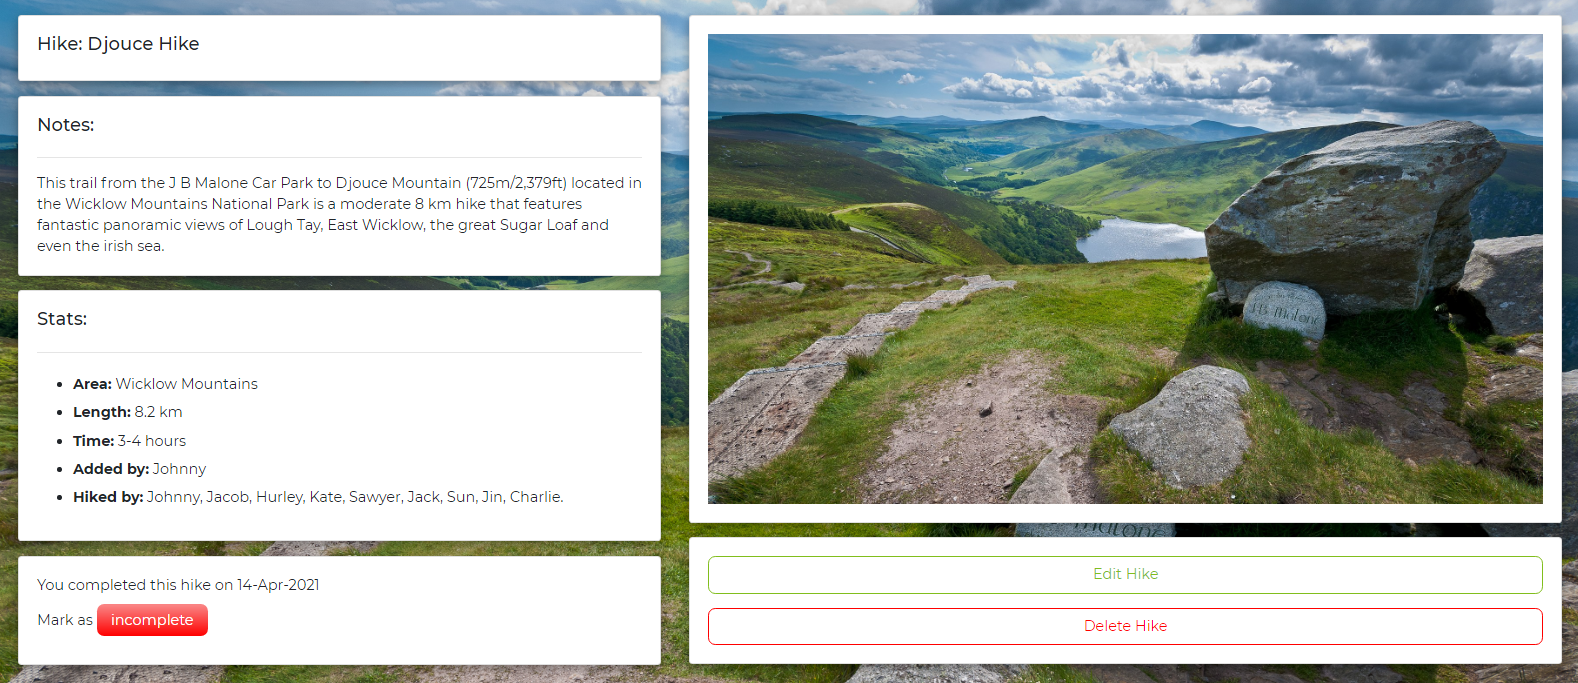 Hike: Djouce Hike
Notes:
This trail from the J B Malone Car Park to Djouce Mountain (725m/2,379ft) located in
the Wicklow Mountains National Park is a moderate 8 km hike that features
fantastic panoramic views of Lough Tay, East Wicklow, the great Sugar Loaf and
even the irish sea.
Stats:
Area: Wicklow Mountains
Length: 8.2 km
Time: 3-4 hours
Added by: Johnny
Hiked by: Johnny, Jacob, Hurley, Kate, Sawyer, Jack, Sun, Jin, Charlie.
You completed this hike on 14-Apr-2021
Mark as incomplete
J·B Malone
Malone
Edit Hike
Delete Hike